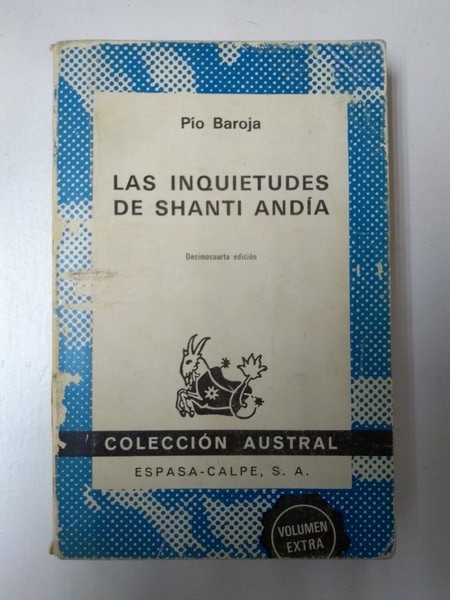 Pío Baroja
LAS INQUIETUDES
DE SHANTI ANDÍA
Decimocuarta edición
COLECCIÓN AUSTRAL
ESPASA-CALPE, S. A.
VOLUMEN
EXTRA